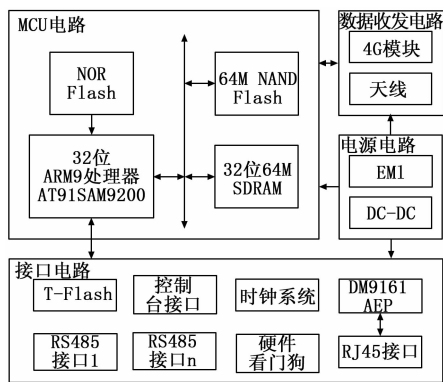 MCU电路
NOR
Flash
64M NAND
Flash
32位
ARM9处理器
AT91SAM9200
32位64M
SDRAM
数据收发电路
4G模块
天线
电源电路
EM1
DC-DC
接口电路
T-Flash
控制
台接口
时钟系统
DM9161
AEP
RS485
接口1
RS485
接口n
硬件
看门狗
RJ45接口